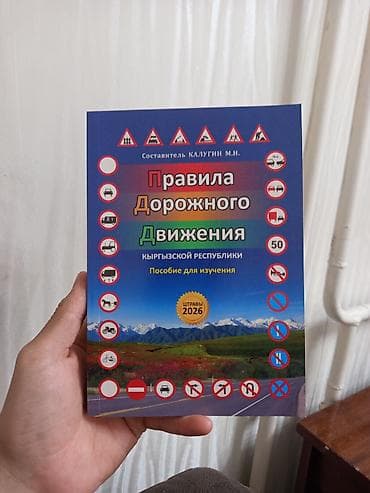 Составитель КАЛУГИН М.И.
Правила
Дорожного
Движения
КЫРГЫЗСКОЙ РЕСПУБЛИКИ
Пособие для изучения
50
ШТРАФЫ
2026